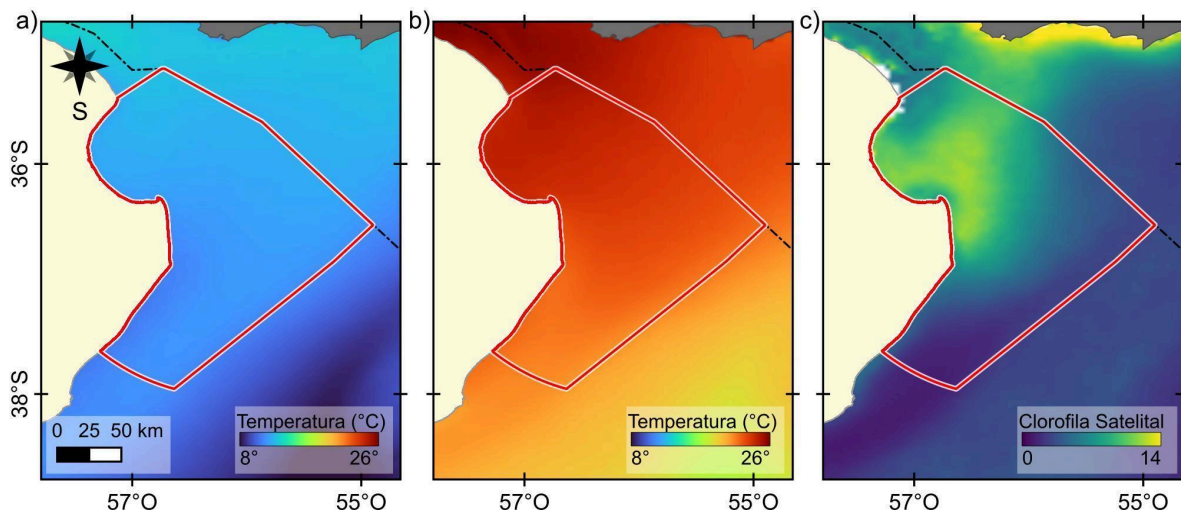 a)
S
36°S
38°S
0 25 50 km
Temperatura (°C)
8° 26°
57°O 55°O
b)
Temperatura (°C)
8° 26°
57°O 55°O
c)
Clorofila Satelital
0 14
57°O 55°O